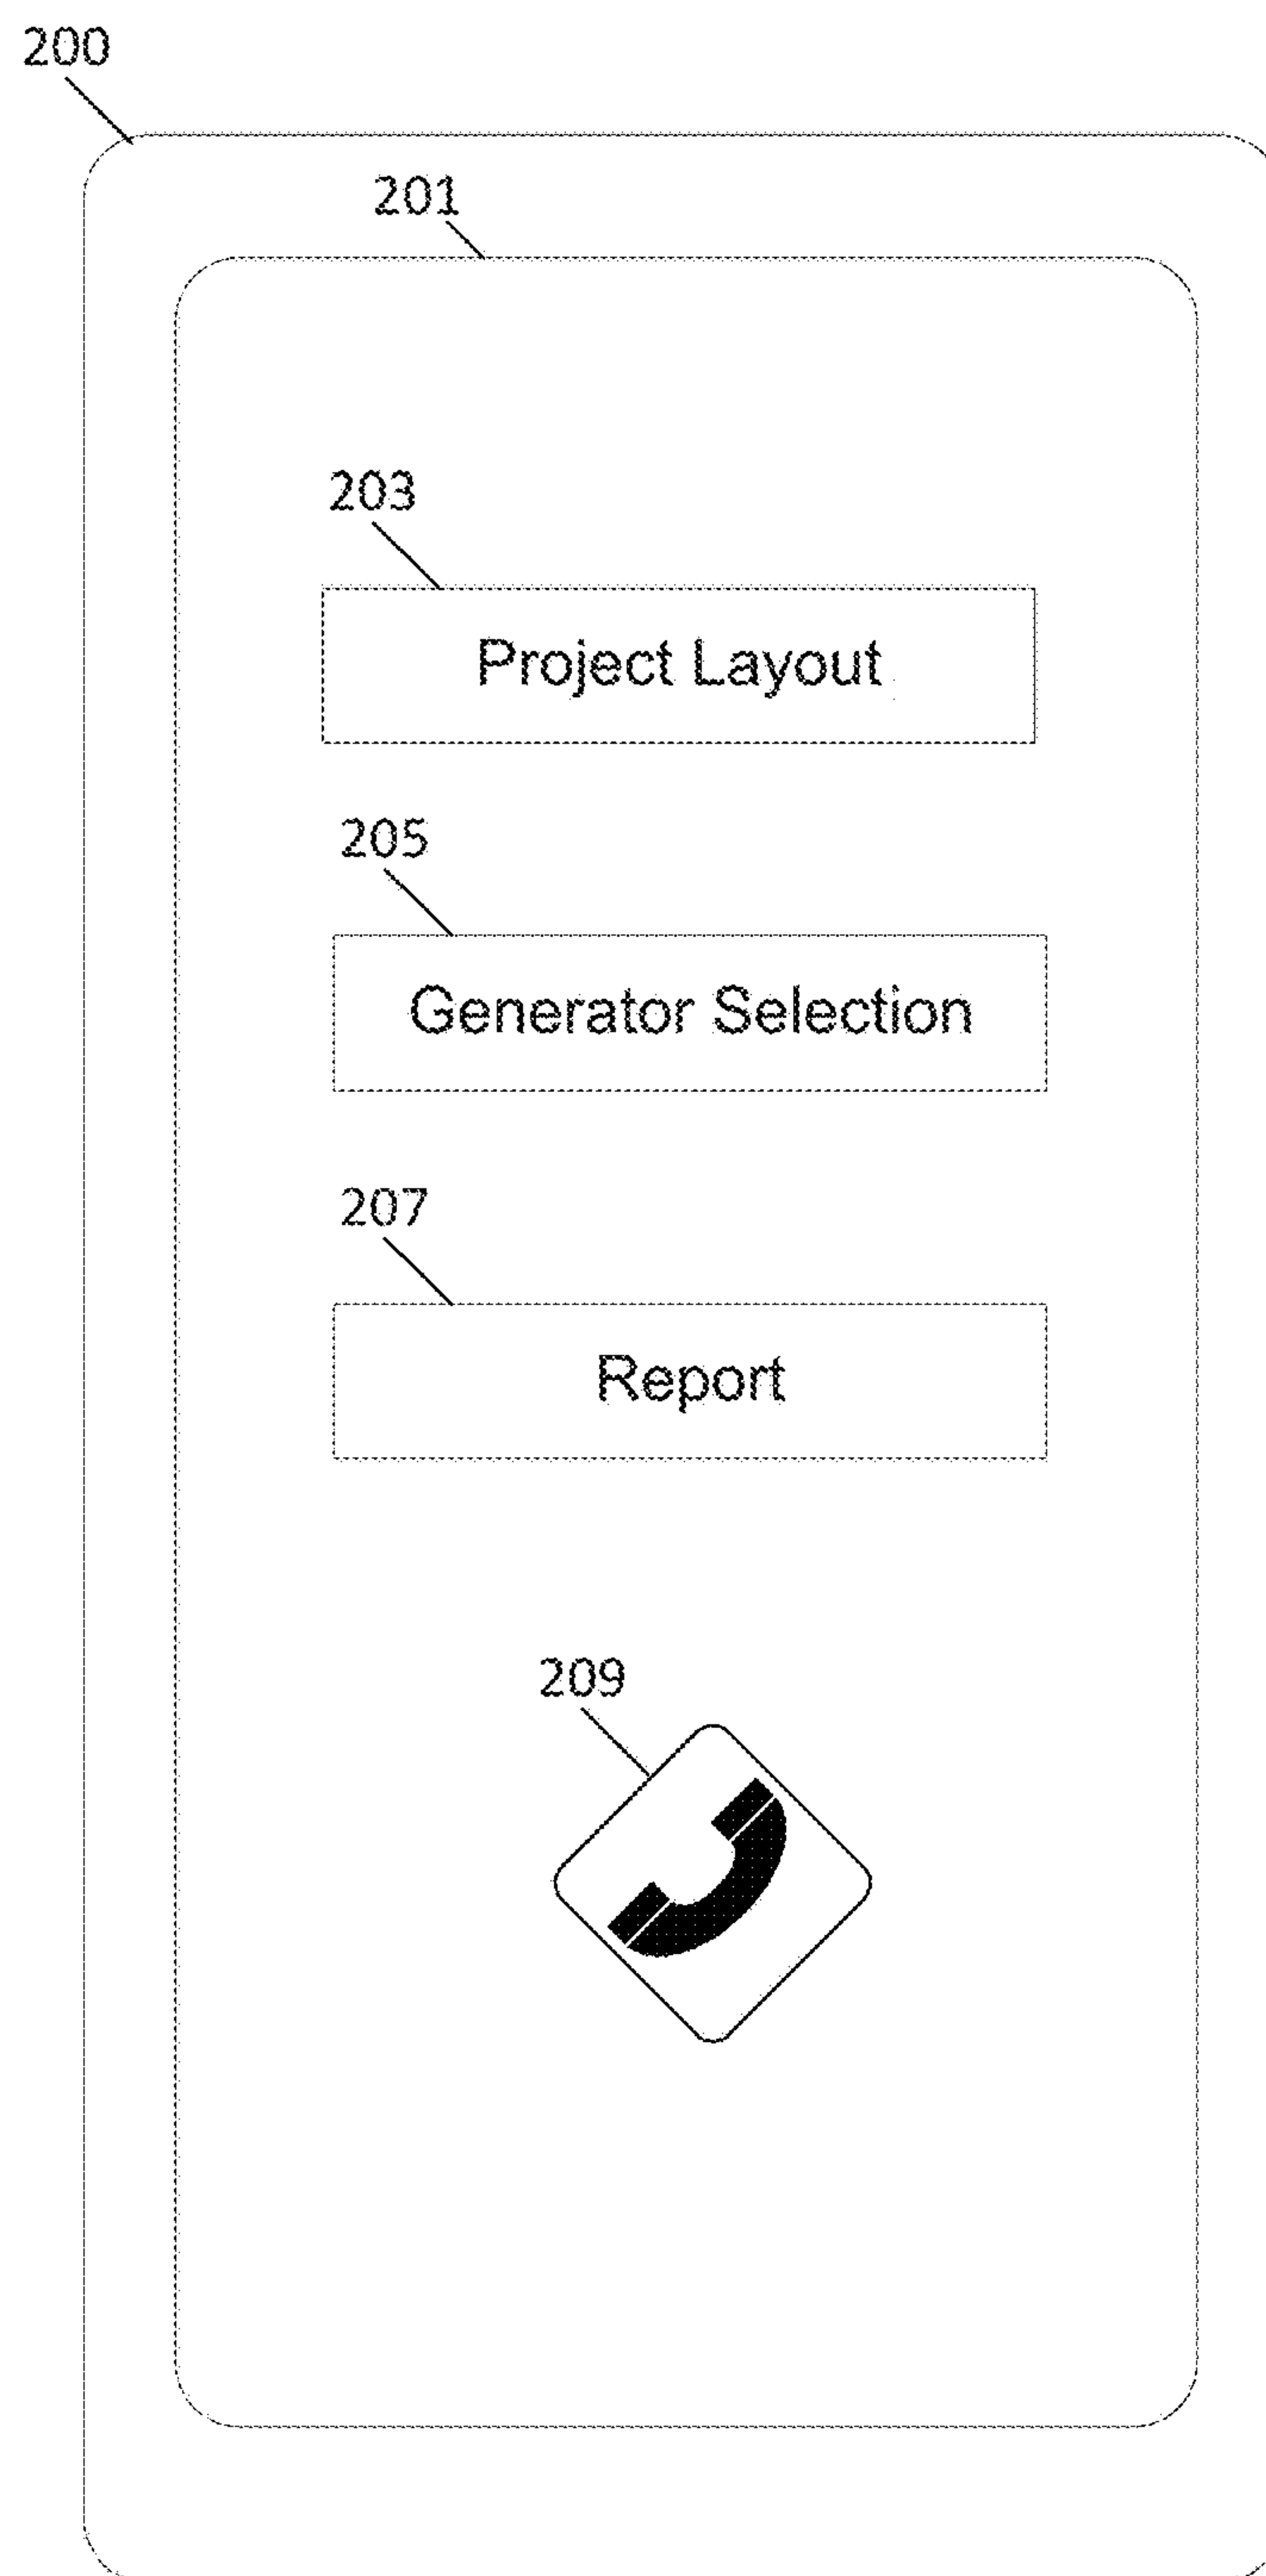 200
201
203
Project Layout
205
Generator Selection
207
Report
209